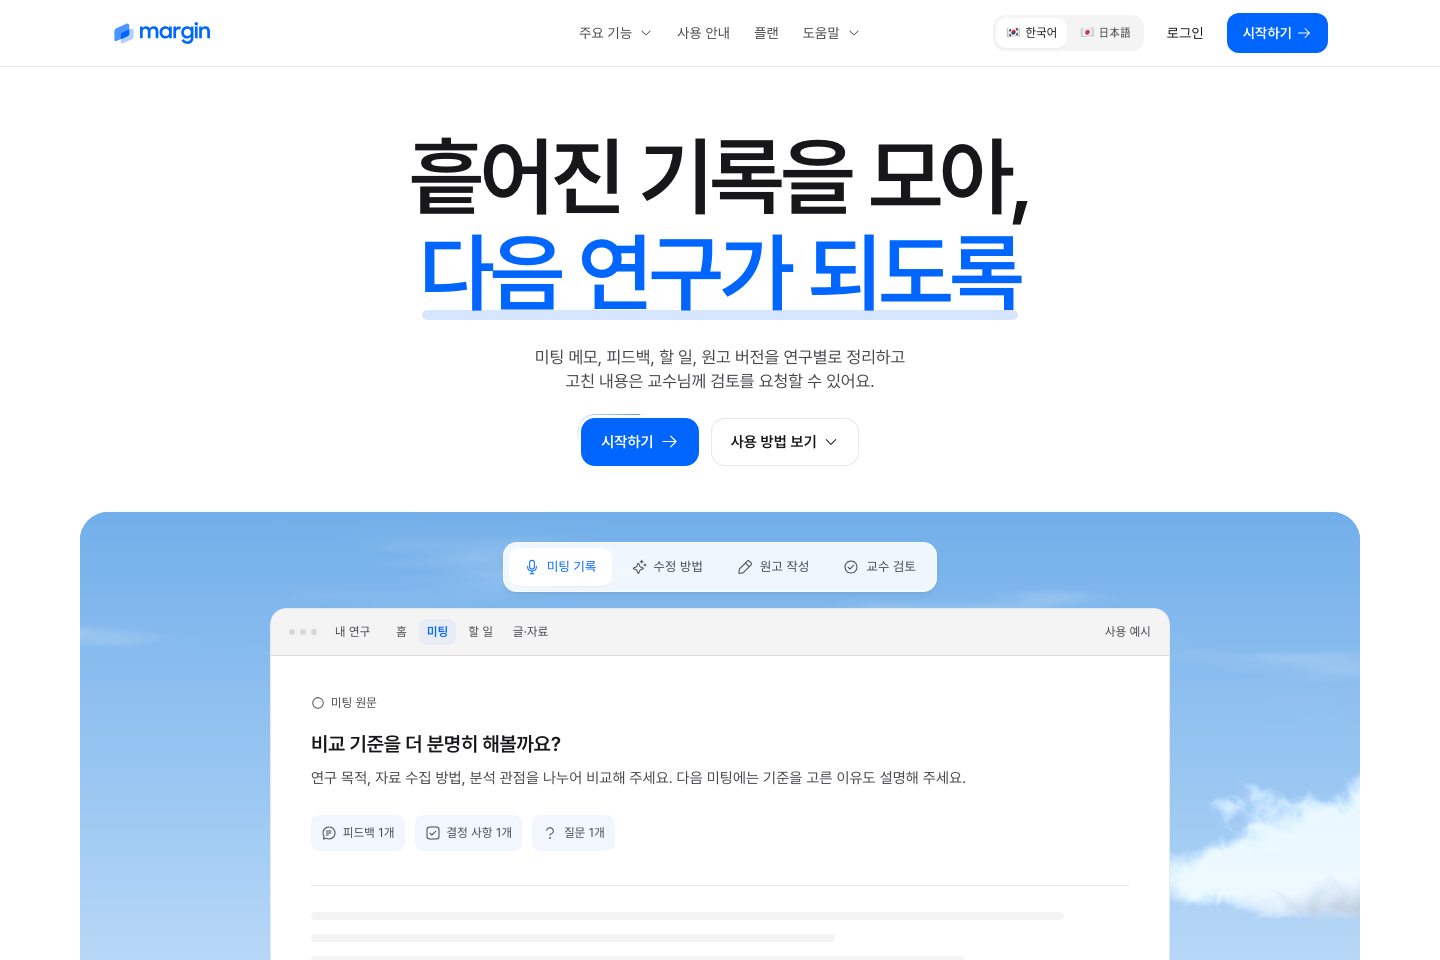 margin
주요 기능
사용 안내
플랜
도움말
한국어
日本語
로그인
시작하기
흩어진 기록을 모아,
다음 연구가 되도록
미팅 메모, 피드백, 할 일, 원고 버전을 연구별로 정리하고
고친 내용은 교수님께 검토를 요청할 수 있어요.
시작하기
사용 방법 보기
미팅 기록
수정 방법
원고 작성
교수 검토
내 연구
홈
미팅
할 일
글·자료
사용 예시
미팅 원문
비교 기준을 더 분명히 해볼까요?
연구 목적, 자료 수집 방법, 분석 관점을 나누어 비교해 주세요. 다음 미팅에는 기준을 고른 이유도 설명해 주세요.
피드백 1개
결정 사항 1개
질문 1개